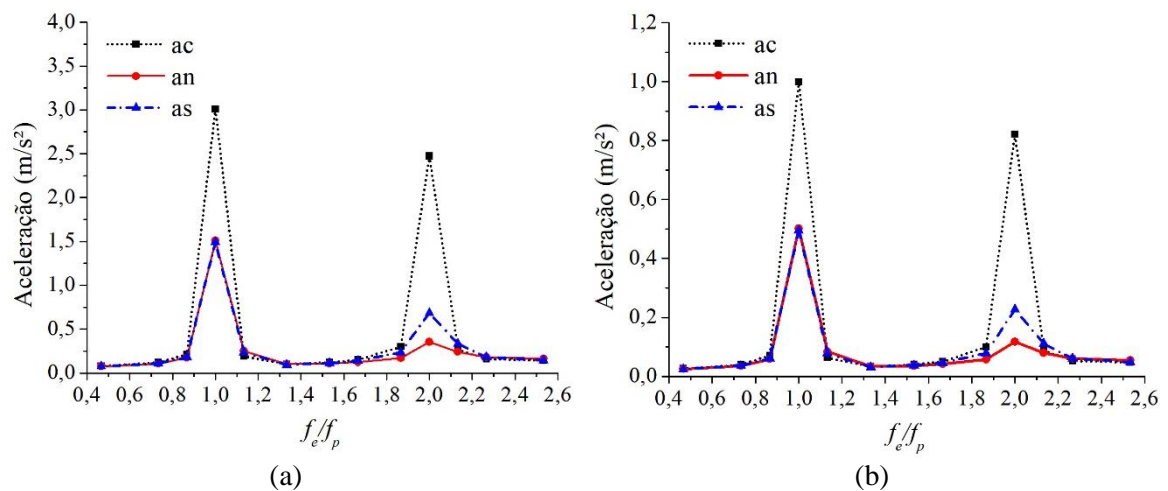 4,0
3,5
3,0
2,5
2,0
1,5
1,0
0,5
0,0
Aceleração (m/s²)
ac
an
as
0,4 0,6 0,8 1,0 1,2 1,4 1,6 1,8 2,0 2,2 2,4 2,6
fe/fp
(a)
1,2
1,0
0,8
0,6
0,4
0,2
0,0
Aceleração (m/s²)
ac
an
as
0,4 0,6 0,8 1,0 1,2 1,4 1,6 1,8 2,0 2,2 2,4 2,6
fe/fp
(b)